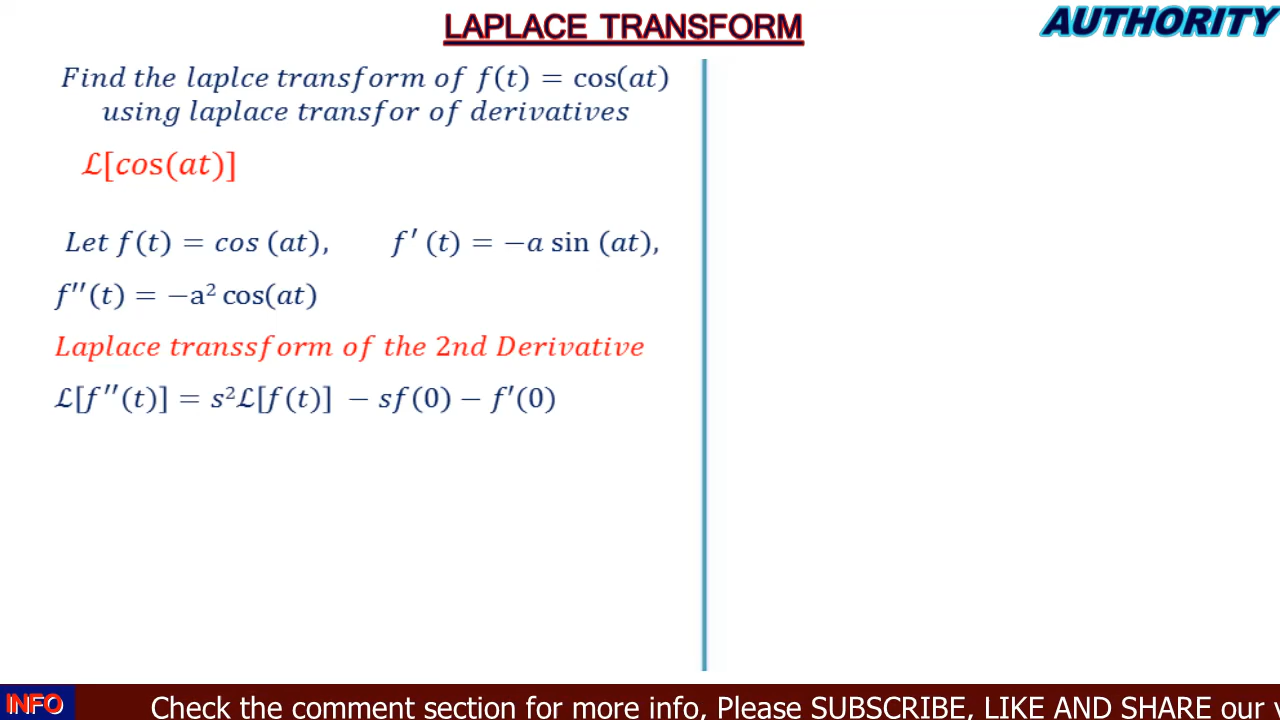 LAPLACE TRANSFORM
AUTHORITY
Find the laplce transform of f(t) = cos(at)
using laplace transfor of derivatives
ℒ[cos(at)]
Let f(t) = cos (at), f′ (t) = −a sin (at),
f′′(t) = −a² cos(at)
Laplace transsform of the 2nd Derivative
ℒ[f′′(t)] = s²ℒ[f(t)] − sf(0) − f′(0)
INFO Check the comment section for more info, Please SUBSCRIBE, LIKE AND SHARE our